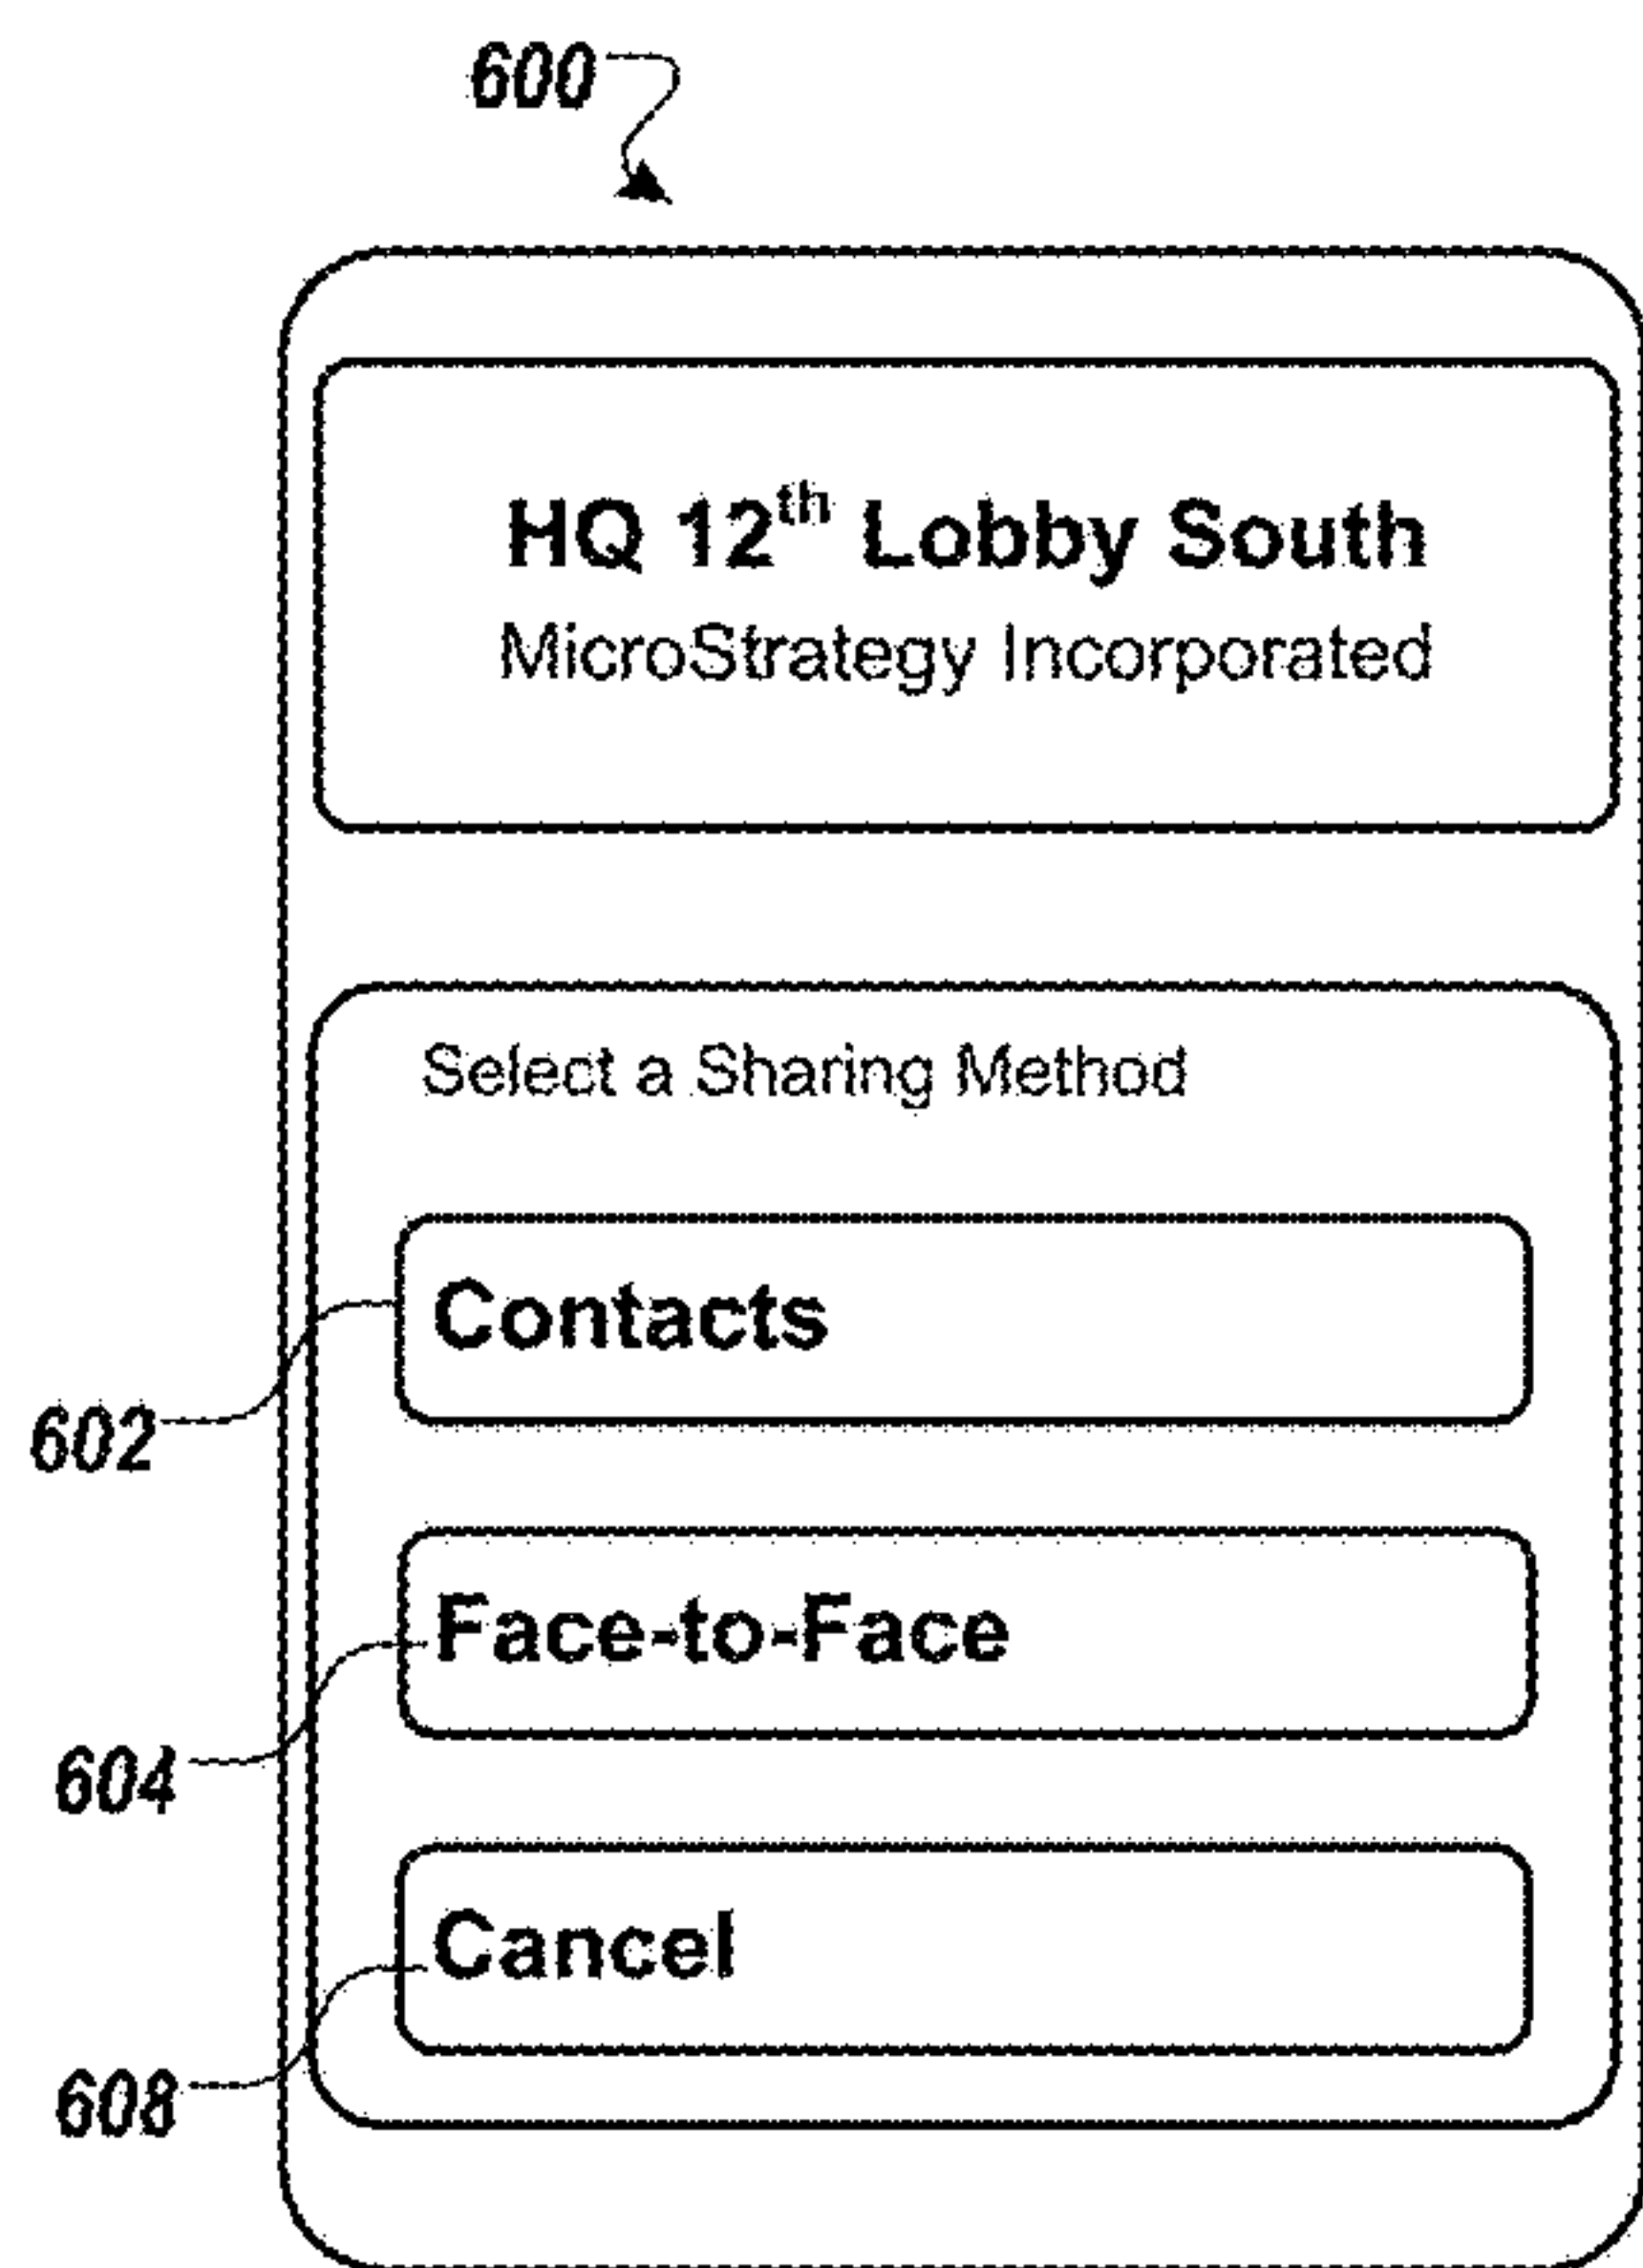 600
HQ 12th Lobby South
MicroStrategy Incorporated
Select a Sharing Method
Contacts
602
Face-to-Face
604
Cancel
608